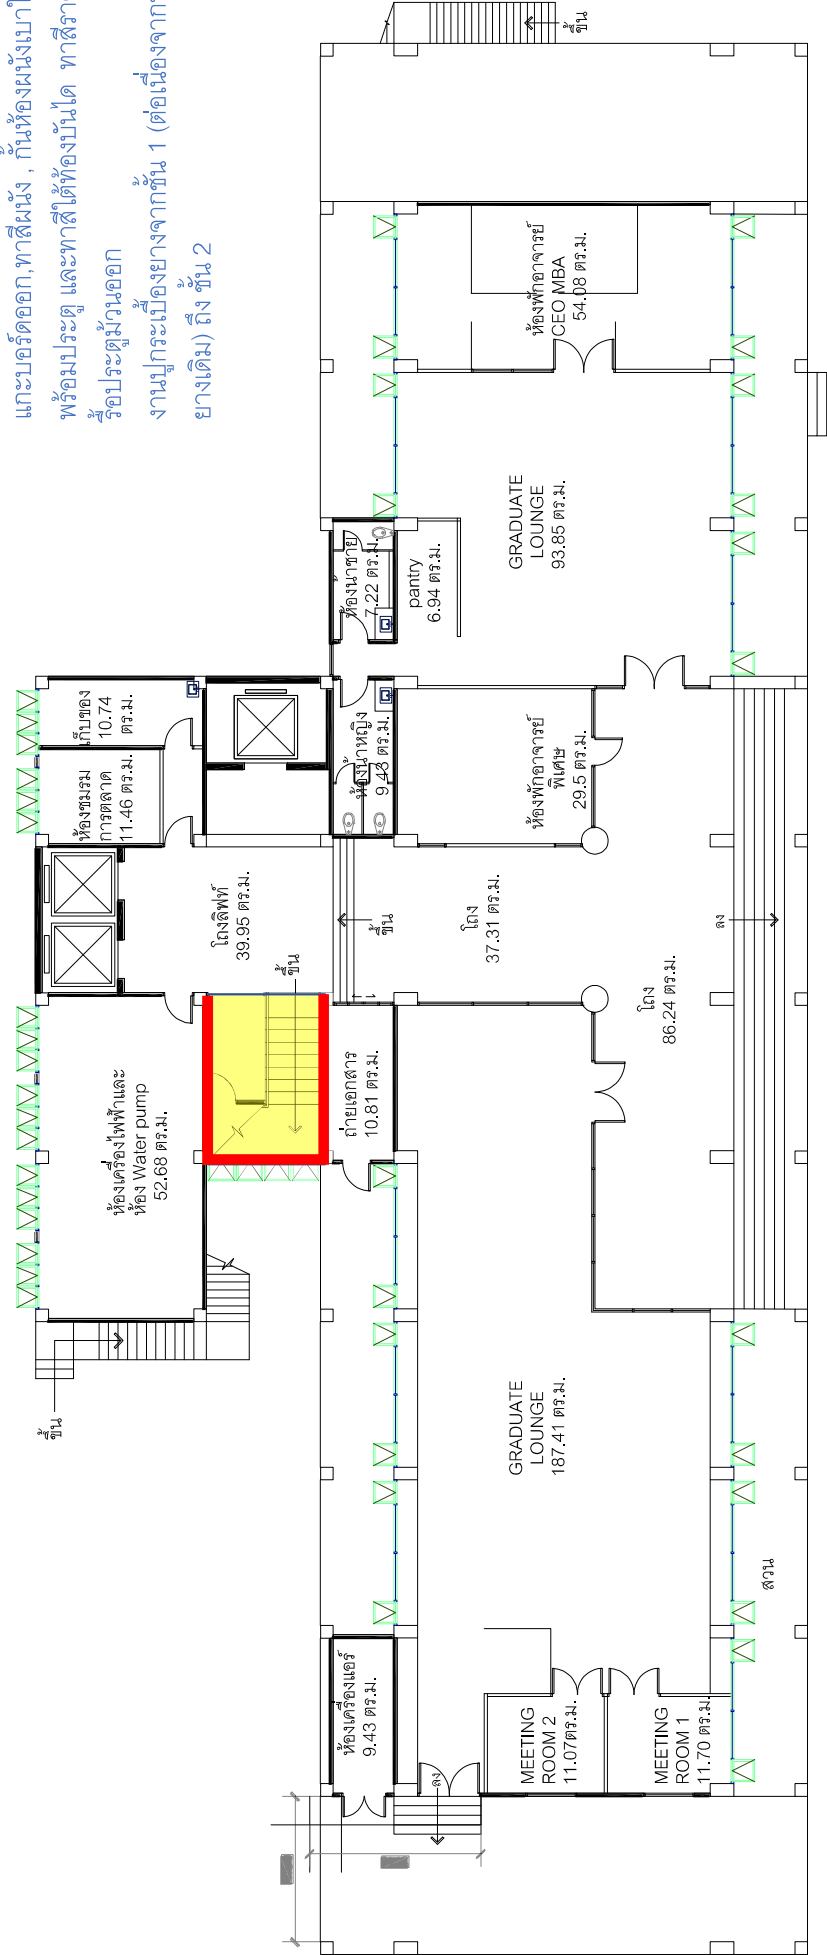 แกะบอร์ดออก,ทาสีผนัง , กั้นห้องผนังเบา
พร้อมประตู และทาสีใต้ท้องบันได ทาสี
รื้อประตูม้วนออก
งานปูกระเบื้องยางจากชั้น 1 (ต่อเนื่องจาก
ยางเดิม) ถึง ชั้น 2
ขึ้น
ห้องเครื่องไฟฟ้าและ
ห้อง Water pump
52.68 ตร.ม.
ห้องชมรม
การตลาด
11.46 ตร.ม.
เก็บของ
10.74
ตร.ม.
โถงลิฟท์
39.95 ตร.ม.
ขึ้น
ขึ้น
ห้องเครื่องแอร์
9.43 ตร.ม.
ถ่ายเอกสาร
10.81 ตร.ม.
ห้องน้ำหญิง
9.43 ตร.ม.
ห้องน้ำชาย
7.22 ตร.ม.
pantry
6.94 ตร.ม.
ลง
MEETING
ROOM 2
11.07ตร.ม.
MEETING
ROOM 1
11.70 ตร.ม.
GRADUATE
LOUNGE
187.41 ตร.ม.
โถง
37.31 ตร.ม.
ห้องพักอาจารย์
พิเศษ
29.5 ตร.ม.
GRADUATE
LOUNGE
93.85 ตร.ม.
ห้องพักอาจารย์
CEO MBA
54.08 ตร.ม.
ขึ้น
โถง
86.24 ตร.ม.
ลง
สวน